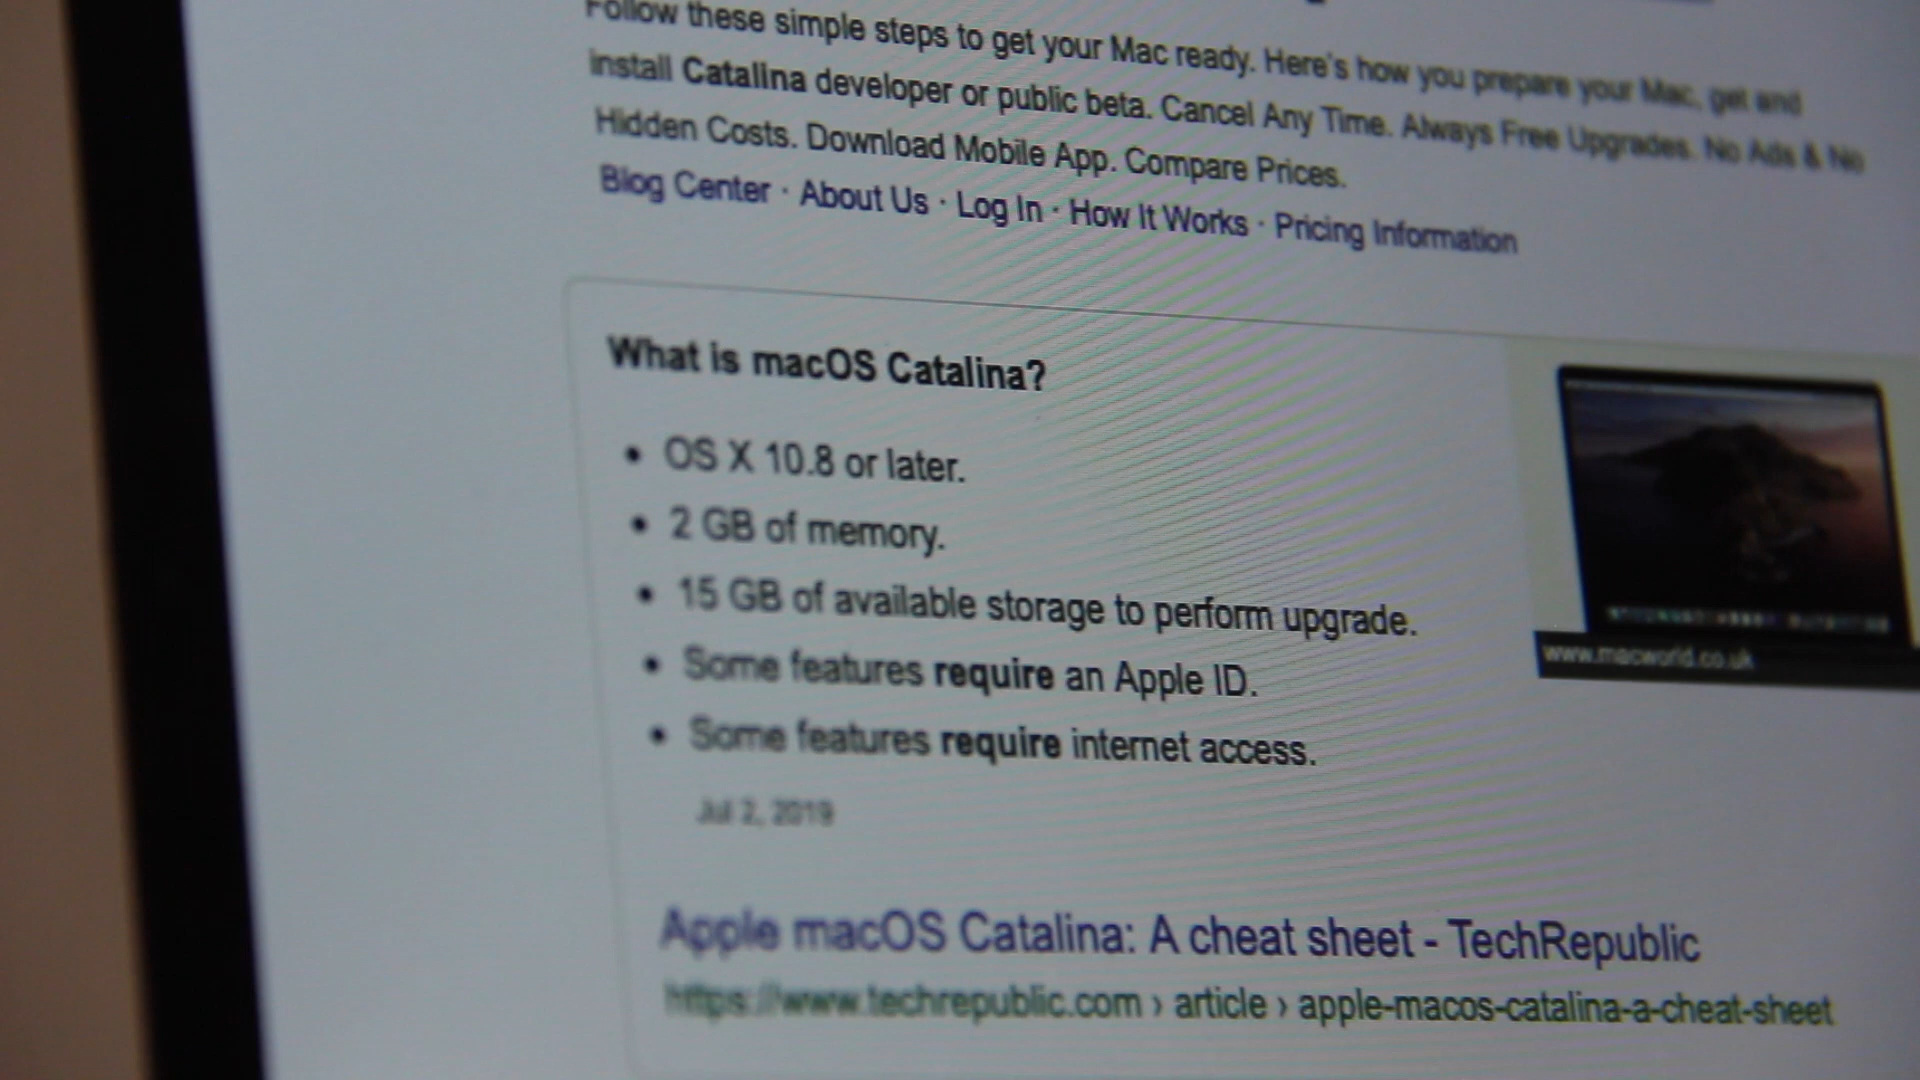 Follow these simple steps to get your Mac ready. Here's how you prepare your Mac, get and
install Catalina developer or public beta. Cancel Any Time. Always Free Upgrades. No Ads & No
Hidden Costs. Download Mobile App. Compare Prices.
Blog Center · About Us · Log In · How It Works · Pricing Information
What is macOS Catalina?
• OS X 10.8 or later.
• 2 GB of memory.
• 15 GB of available storage to perform upgrade.
• Some features require an Apple ID.
• Some features require internet access.
Jul 2, 2019
www.macworld.co.uk
Apple macOS Catalina: A cheat sheet - TechRepublic
https://www.techrepublic.com › article › apple-macos-catalina-a-cheat-sheet